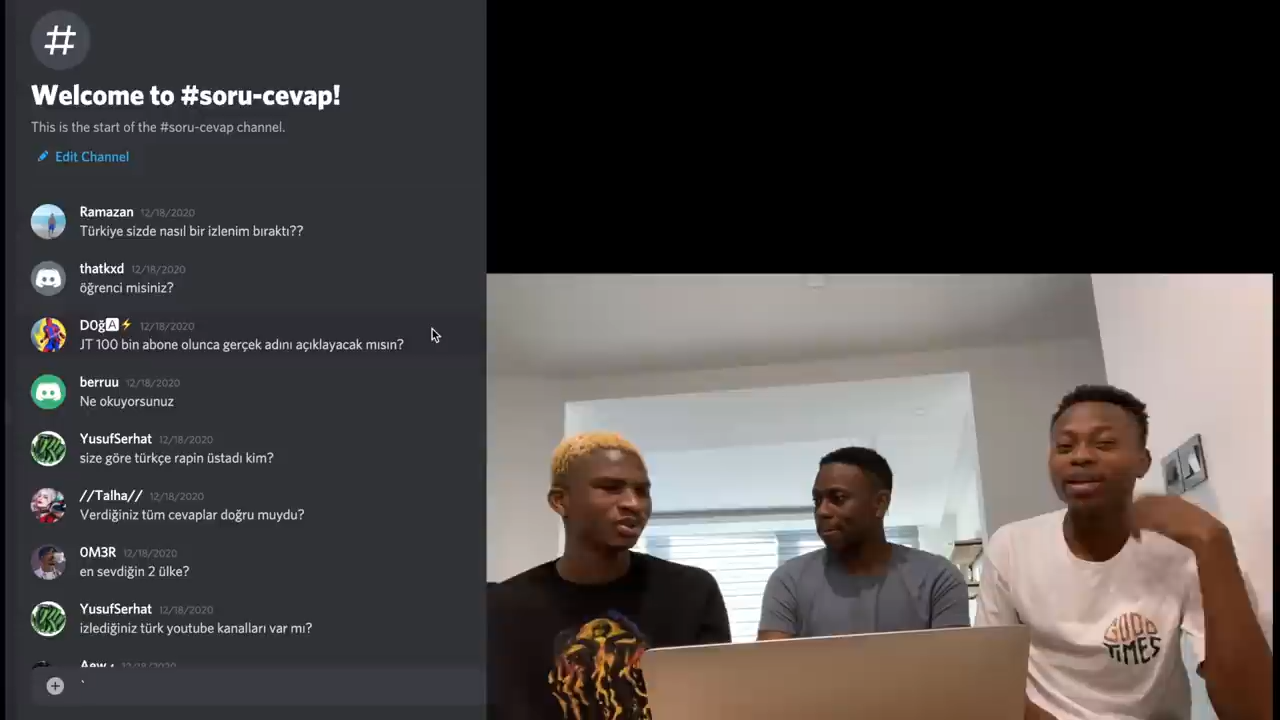 Welcome to #soru-cevap!
This is the start of the #soru-cevap channel.
Edit Channel
Ramazan 12/18/2020
Türkiye sizde nasıl bir izlenim bıraktı??
thatkxd 12/18/2020
öğrenci misiniz?
D0ğ🅰⚡ 12/18/2020
JT 100 bin abone olunca gerçek adını açıklayacak mısın?
berruu 12/18/2020
Ne okuyorsunuz
YusufSerhat 12/18/2020
size göre türkçe rapin üstadı kim?
//Talha// 12/18/2020
Verdiğiniz tüm cevaplar doğru muydu?
0M3R 12/18/2020
en sevdiğin 2 ülke?
YusufSerhat 12/18/2020
izlediğiniz türk youtube kanalları var mı?
GOOD
TIMES